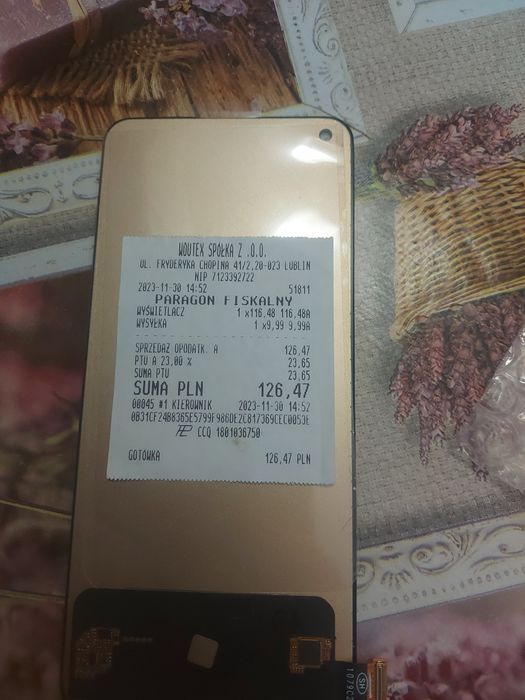 WOUTEX SPÓŁKA Z .O.O.
UL. FRYDERYKA CHOPINA 41/2,20-023 LUBLIN
NIP 7123392722
2023-11-30 14:52 51811
PARAGON FISKALNY
WYŚWIETLACZ 1 x116,48 116,48A
WYSYŁKA 1 x9,99 9,99A
SPRZEDAŻ OPODATK. A 126,47
PTU A 23,00 % 23,65
SUMA PTU 23,65
SUMA PLN 126,47
00045 #1 KIEROWNIK 2023-11-30 14:52
0B31CF24B8365E5799F986DE2C817369CEC0053E
CCQ 1801036750
GOTÓWKA 126,47 PLN
SH